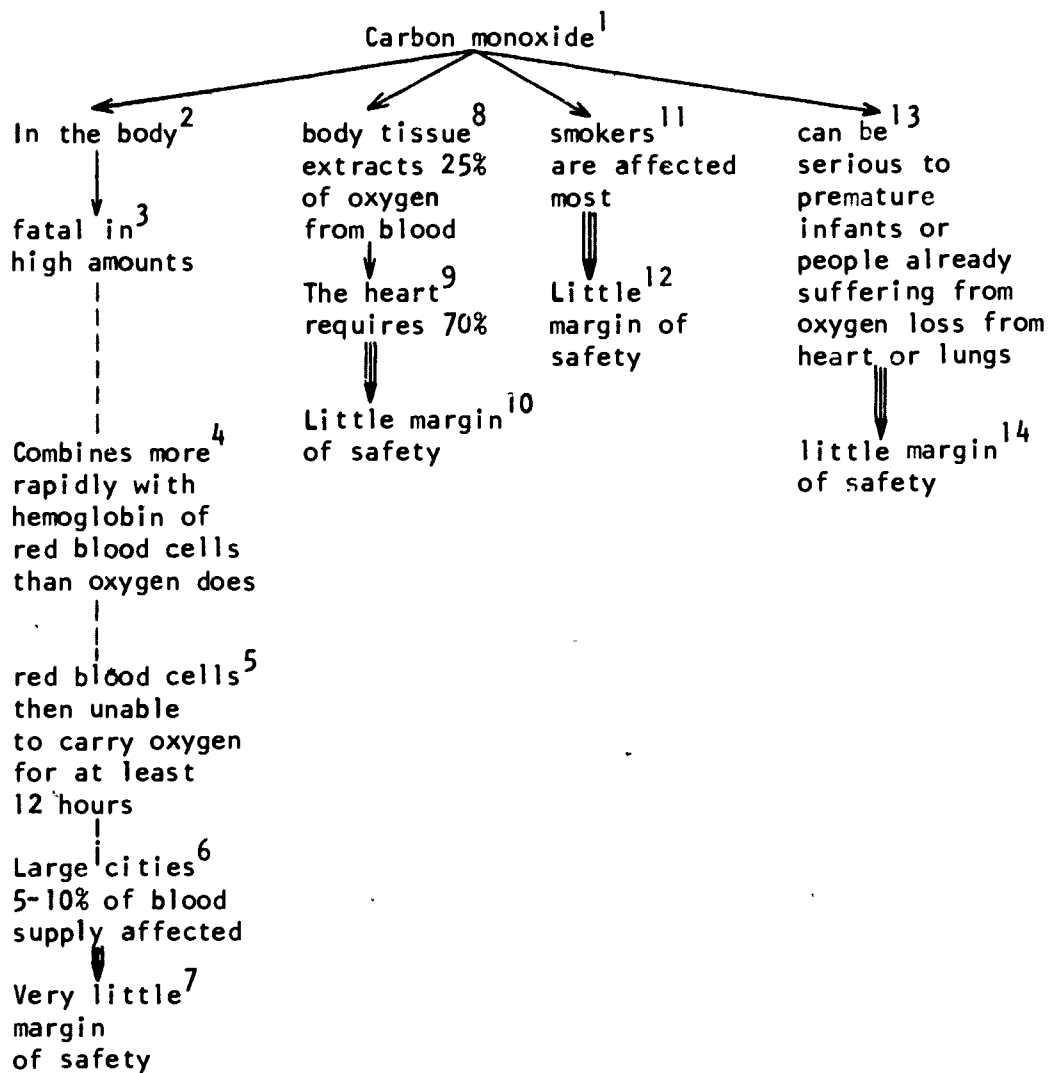 Carbon monoxide1
In the body2
fatal in3
high amounts
Combines more4
rapidly with
hemoglobin of
red blood cells
than oxygen does
red blood cells5
then unable
to carry oxygen
for at least
12 hours
Large cities6
5-10% of blood
supply affected
Very little7
margin
of safety
body tissue8
extracts 25%
of oxygen
from blood
The heart9
requires 70%
Little margin10
of safety
smokers11
are affected
most
Little12
margin of
safety
can be13
serious to
premature
infants or
people already
suffering from
oxygen loss from
heart or lungs
little margin14
of safety